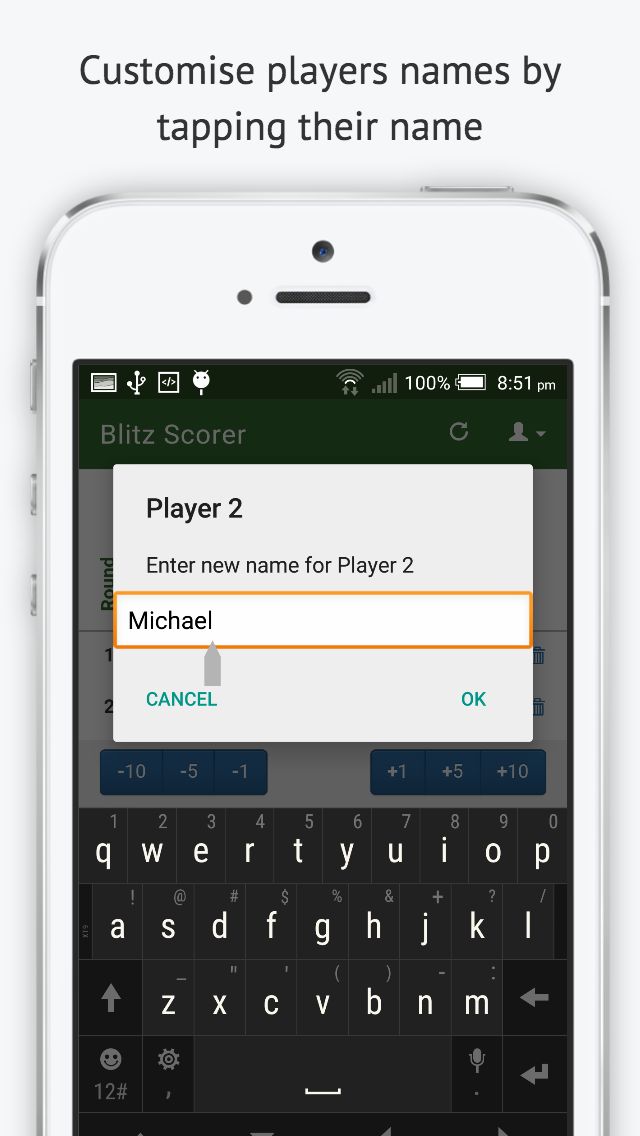 Customise players names by
tapping their name
</> 100% 8:51 pm
Blitz Scorer
Player 2
Enter new name for Player 2
Round
Michael
1
2
CANCEL OK
-10 -5 -1 +1 +5 +10
1 2 3 4 5 6 7 8 9 0
q w e r t y u i o p
! @ # $ % & + ? /
XT9 a s d f g h j k l
_ " ' ( ) - :
z x c v b n m
12# , .